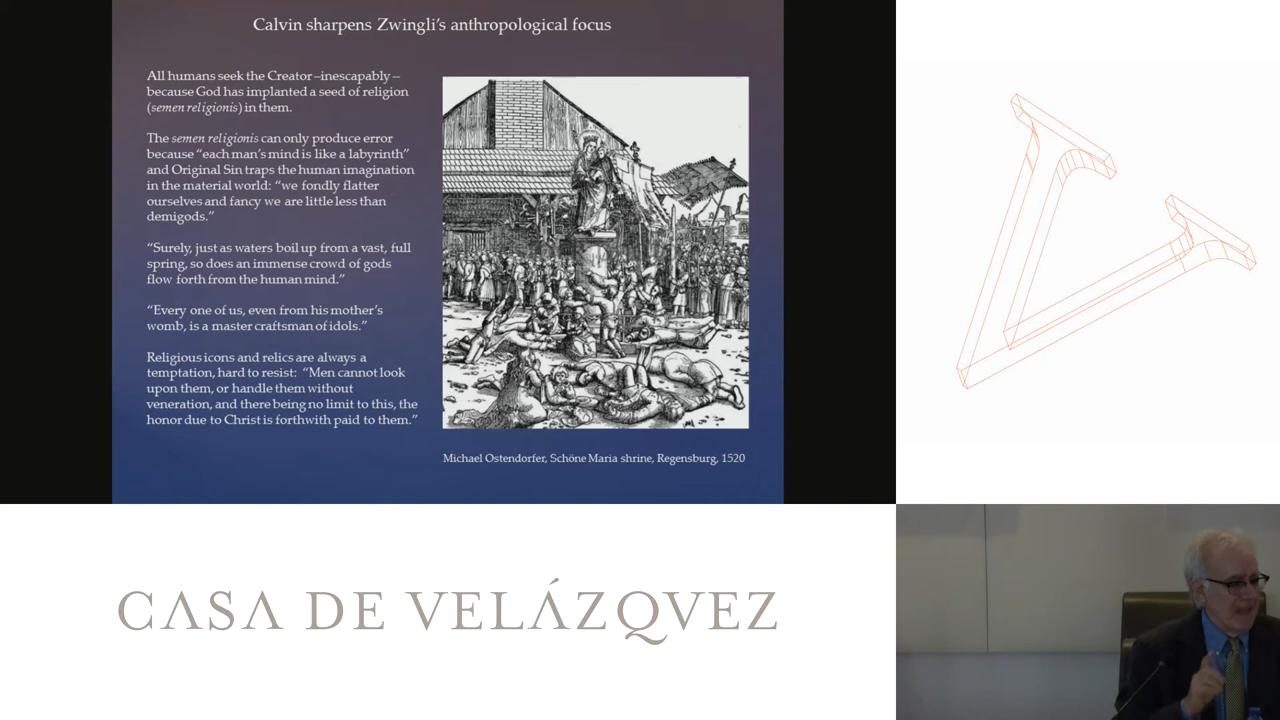 Calvin sharpens Zwingli's anthropological focus
All humans seek the Creator –inescapably –
because God has implanted a seed of religion
(semen religionis) in them.
The semen religionis can only produce error
because “each man's mind is like a labyrinth”
and Original Sin traps the human imagination
in the material world: “we fondly flatter
ourselves and fancy we are little less than
demigods.”
“Surely, just as waters boil up from a vast, full
spring, so does an immense crowd of gods
flow forth from the human mind.”
“Every one of us, even from his mother's
womb, is a master craftsman of idols.”
Religious icons and relics are always a
temptation, hard to resist: “Men cannot look
upon them, or handle them without
veneration, and there being no limit to this, the
honor due to Christ is forthwith paid to them.”
Michael Ostendorfer, Schöne Maria shrine, Regensburg, 1520
CASA DE VELÁZQVEZ